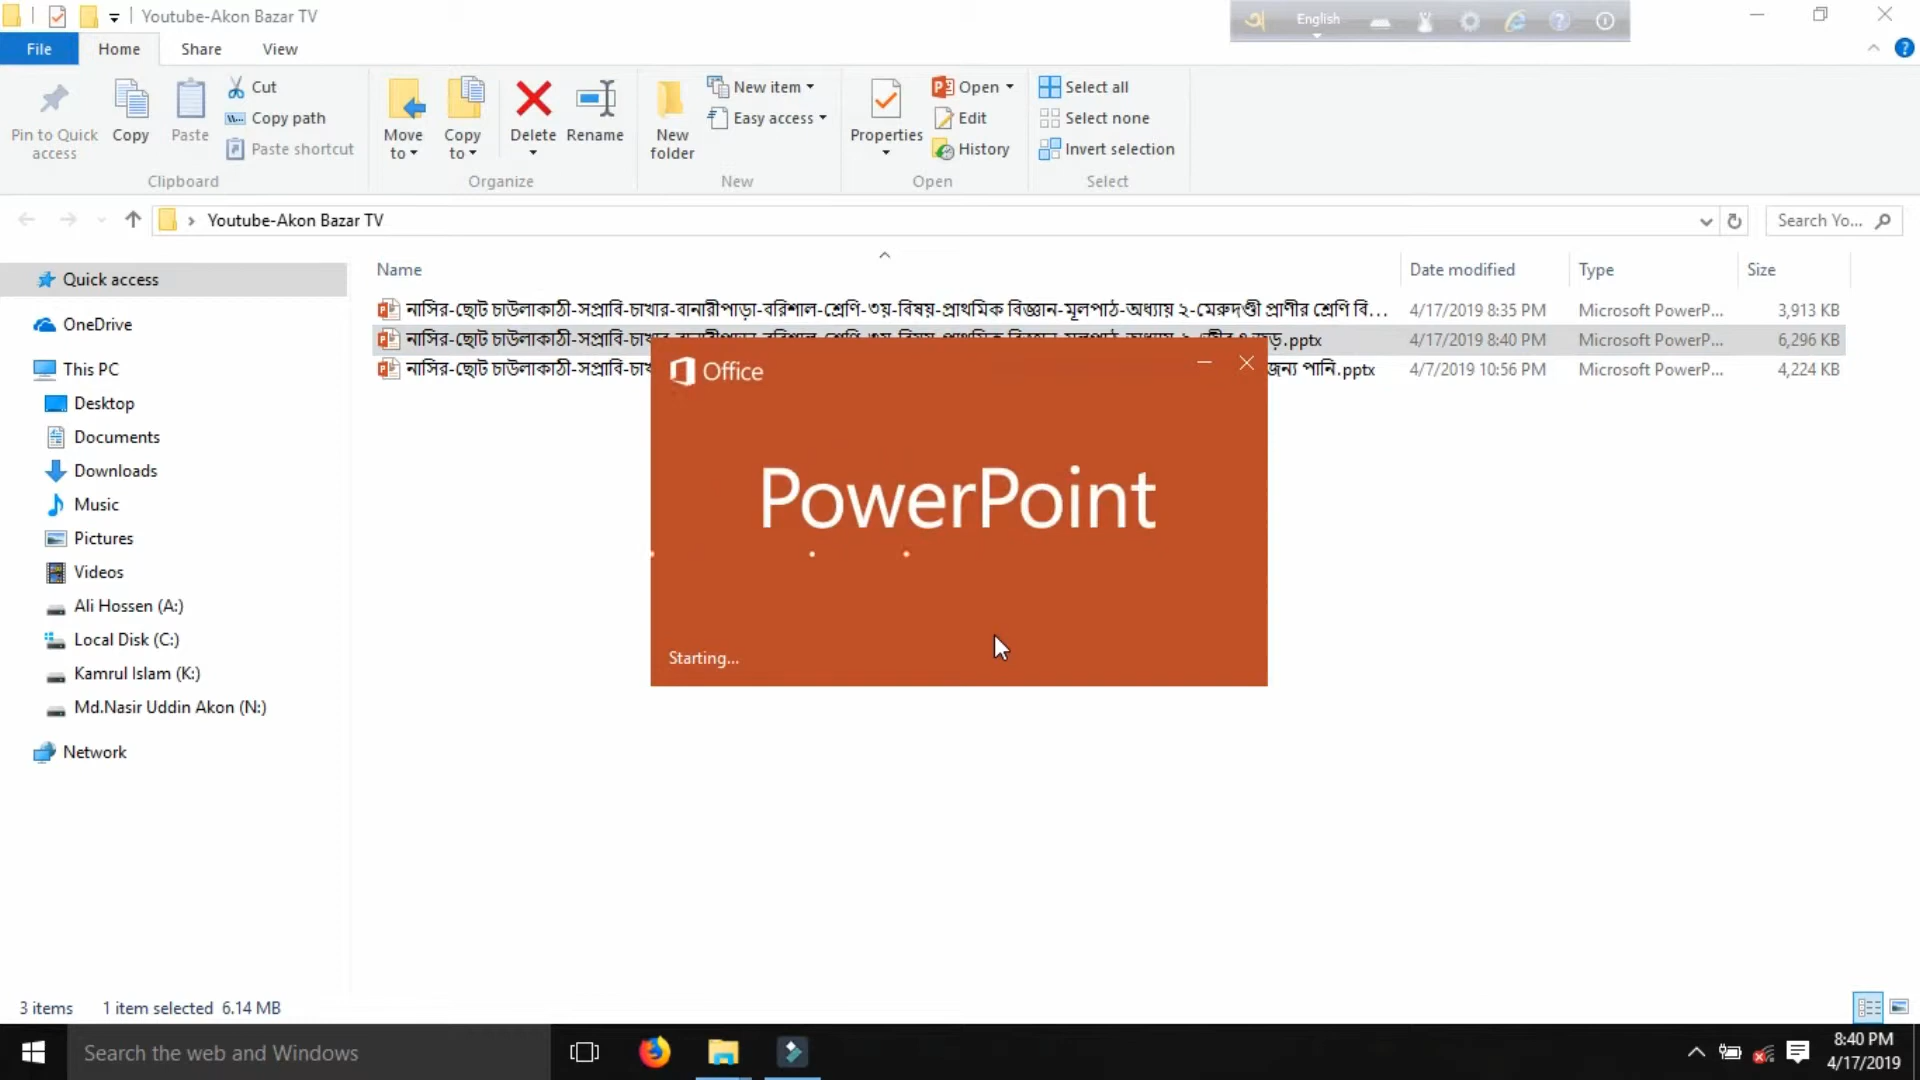 Youtube-Akon Bazar TV
English
File
Home
Share
View
Pin to Quick access
Copy
Paste
Cut
Copy path
Paste shortcut
Clipboard
Move to
Copy to
Delete
Rename
Organize
New folder
New item
Easy access
New
Properties
Open
Edit
History
Open
Select all
Select none
Invert selection
Select
Youtube-Akon Bazar TV
Search Yo...
Name
Date modified
Type
Size
নাসির-ছোট চাউলাকাঠী-সপ্রাবি-চাখার-বানারীপাড়া-বরিশাল-শ্রেণি-৩য়-বিষয়-প্রাথমিক বিজ্ঞান-মূলপাঠ-অধ্যায় ২-মেরুদণ্ডী প্রাণীর শ্রেণি বি... 4/17/2019 8:35 PM Microsoft PowerP... 3,913 KB
নাসির-ছোট চাউলাকাঠী-সপ্রাবি-চাখার-বানারীপাড়া-বরিশাল-শ্রেণি-৩য়-বিষয়-প্রাথমিক বিজ্ঞান-মূলপাঠ-অধ্যায় .pptx 4/17/2019 8:40 PM Microsoft PowerP... 6,296 KB
নাসির-ছোট চাউলাকাঠী-সপ্রাবি-চাখ জন্য পানি.pptx 4/7/2019 10:56 PM Microsoft PowerP... 4,224 KB
Quick access
OneDrive
This PC
Desktop
Documents
Downloads
Music
Pictures
Videos
Ali Hossen (A:)
Local Disk (C:)
Kamrul Islam (K:)
Md.Nasir Uddin Akon (N:)
Network
Office
PowerPoint
Starting...
3 items 1 item selected 6.14 MB
Search the web and Windows
8:40 PM
4/17/2019